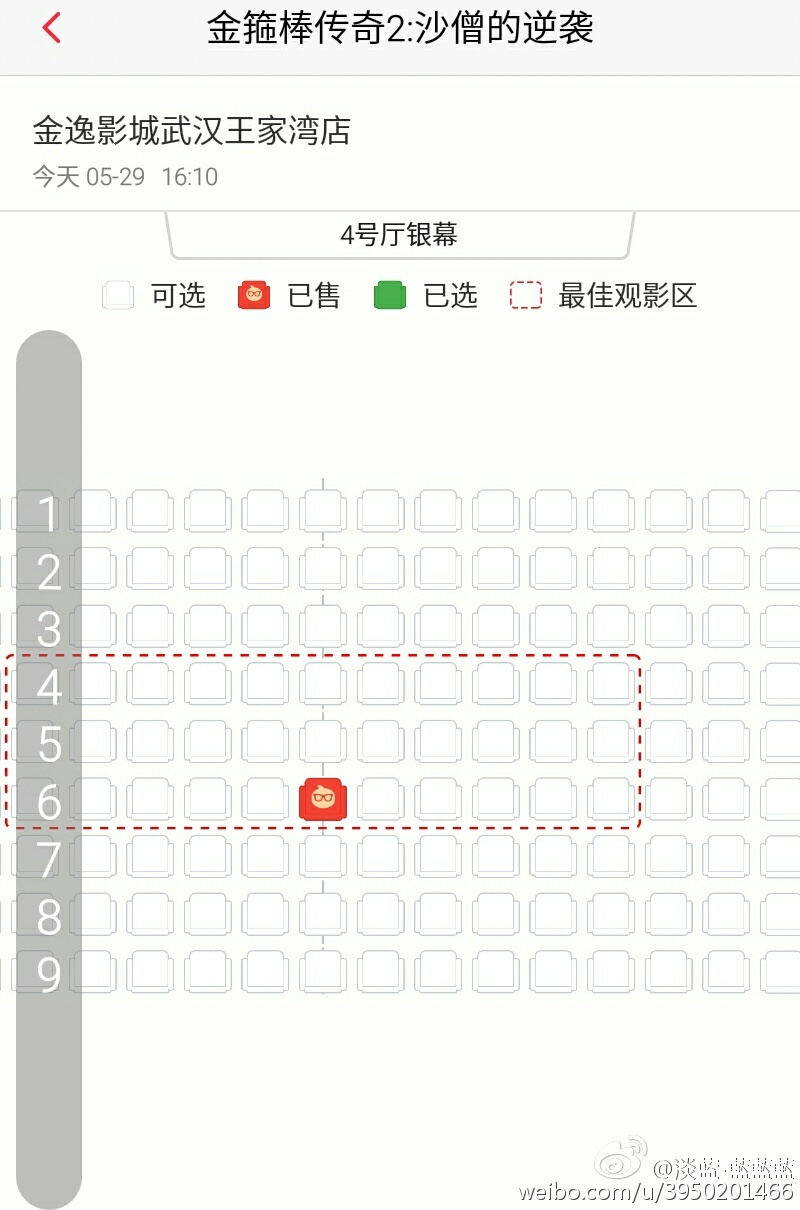 金箍棒传奇2:沙僧的逆袭
金逸影城武汉王家湾店
今天 05-29 16:10
4号厅银幕
可选 已售 已选 最佳观影区
1
2
3
4
5
6
7
8
9
@淡蓝-蓝蓝蓝
weibo.com/u/3950201466